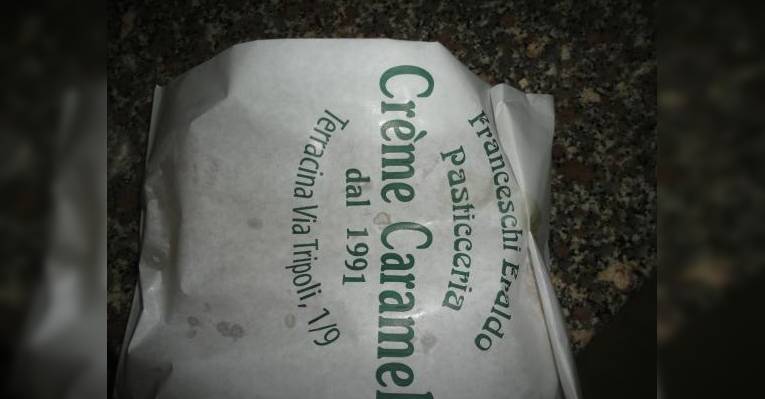 Franceschi Eraldo
Pasticceria
Crème Caramel
dal 1991
Terracina Via Tripoli, 1/9